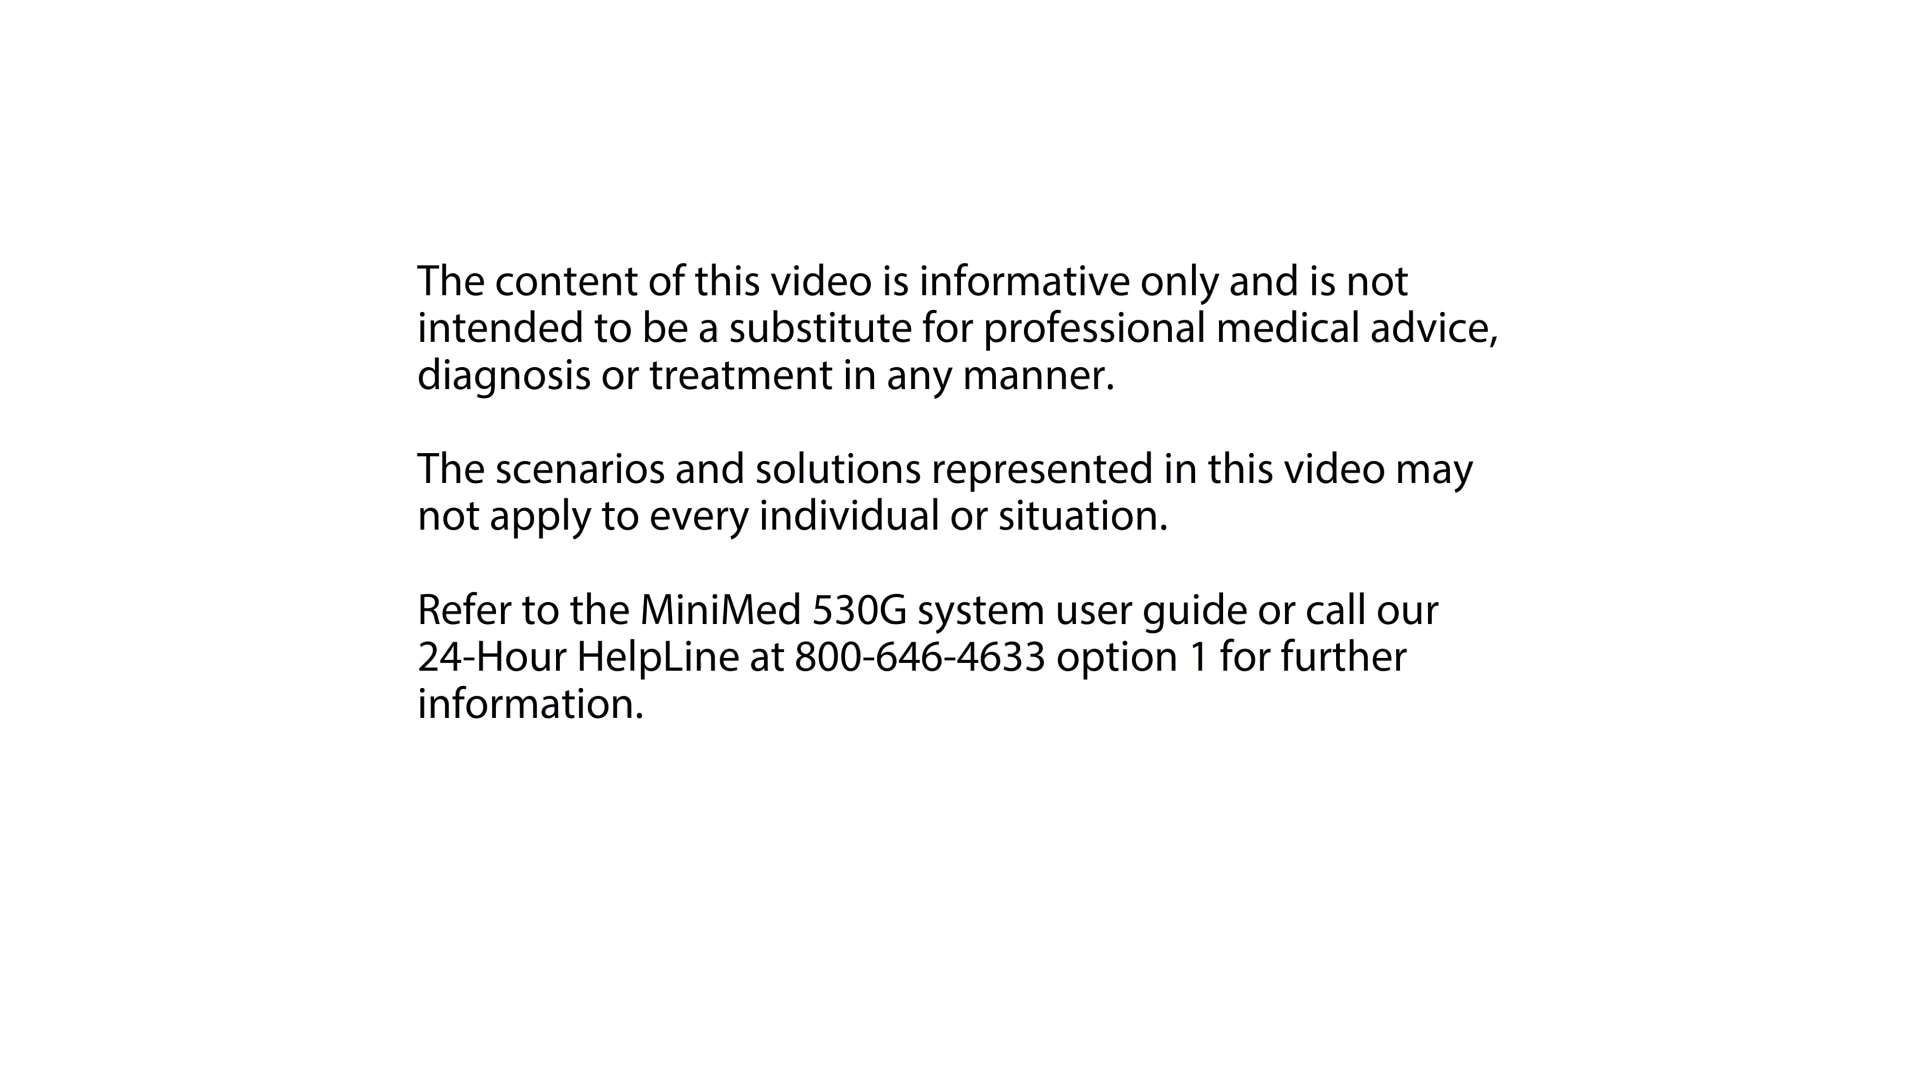 The content of this video is informative only and is not
intended to be a substitute for professional medical advice,
diagnosis or treatment in any manner.
The scenarios and solutions represented in this video may
not apply to every individual or situation.
Refer to the MiniMed 530G system user guide or call our
24-Hour HelpLine at 800-646-4633 option 1 for further
information.